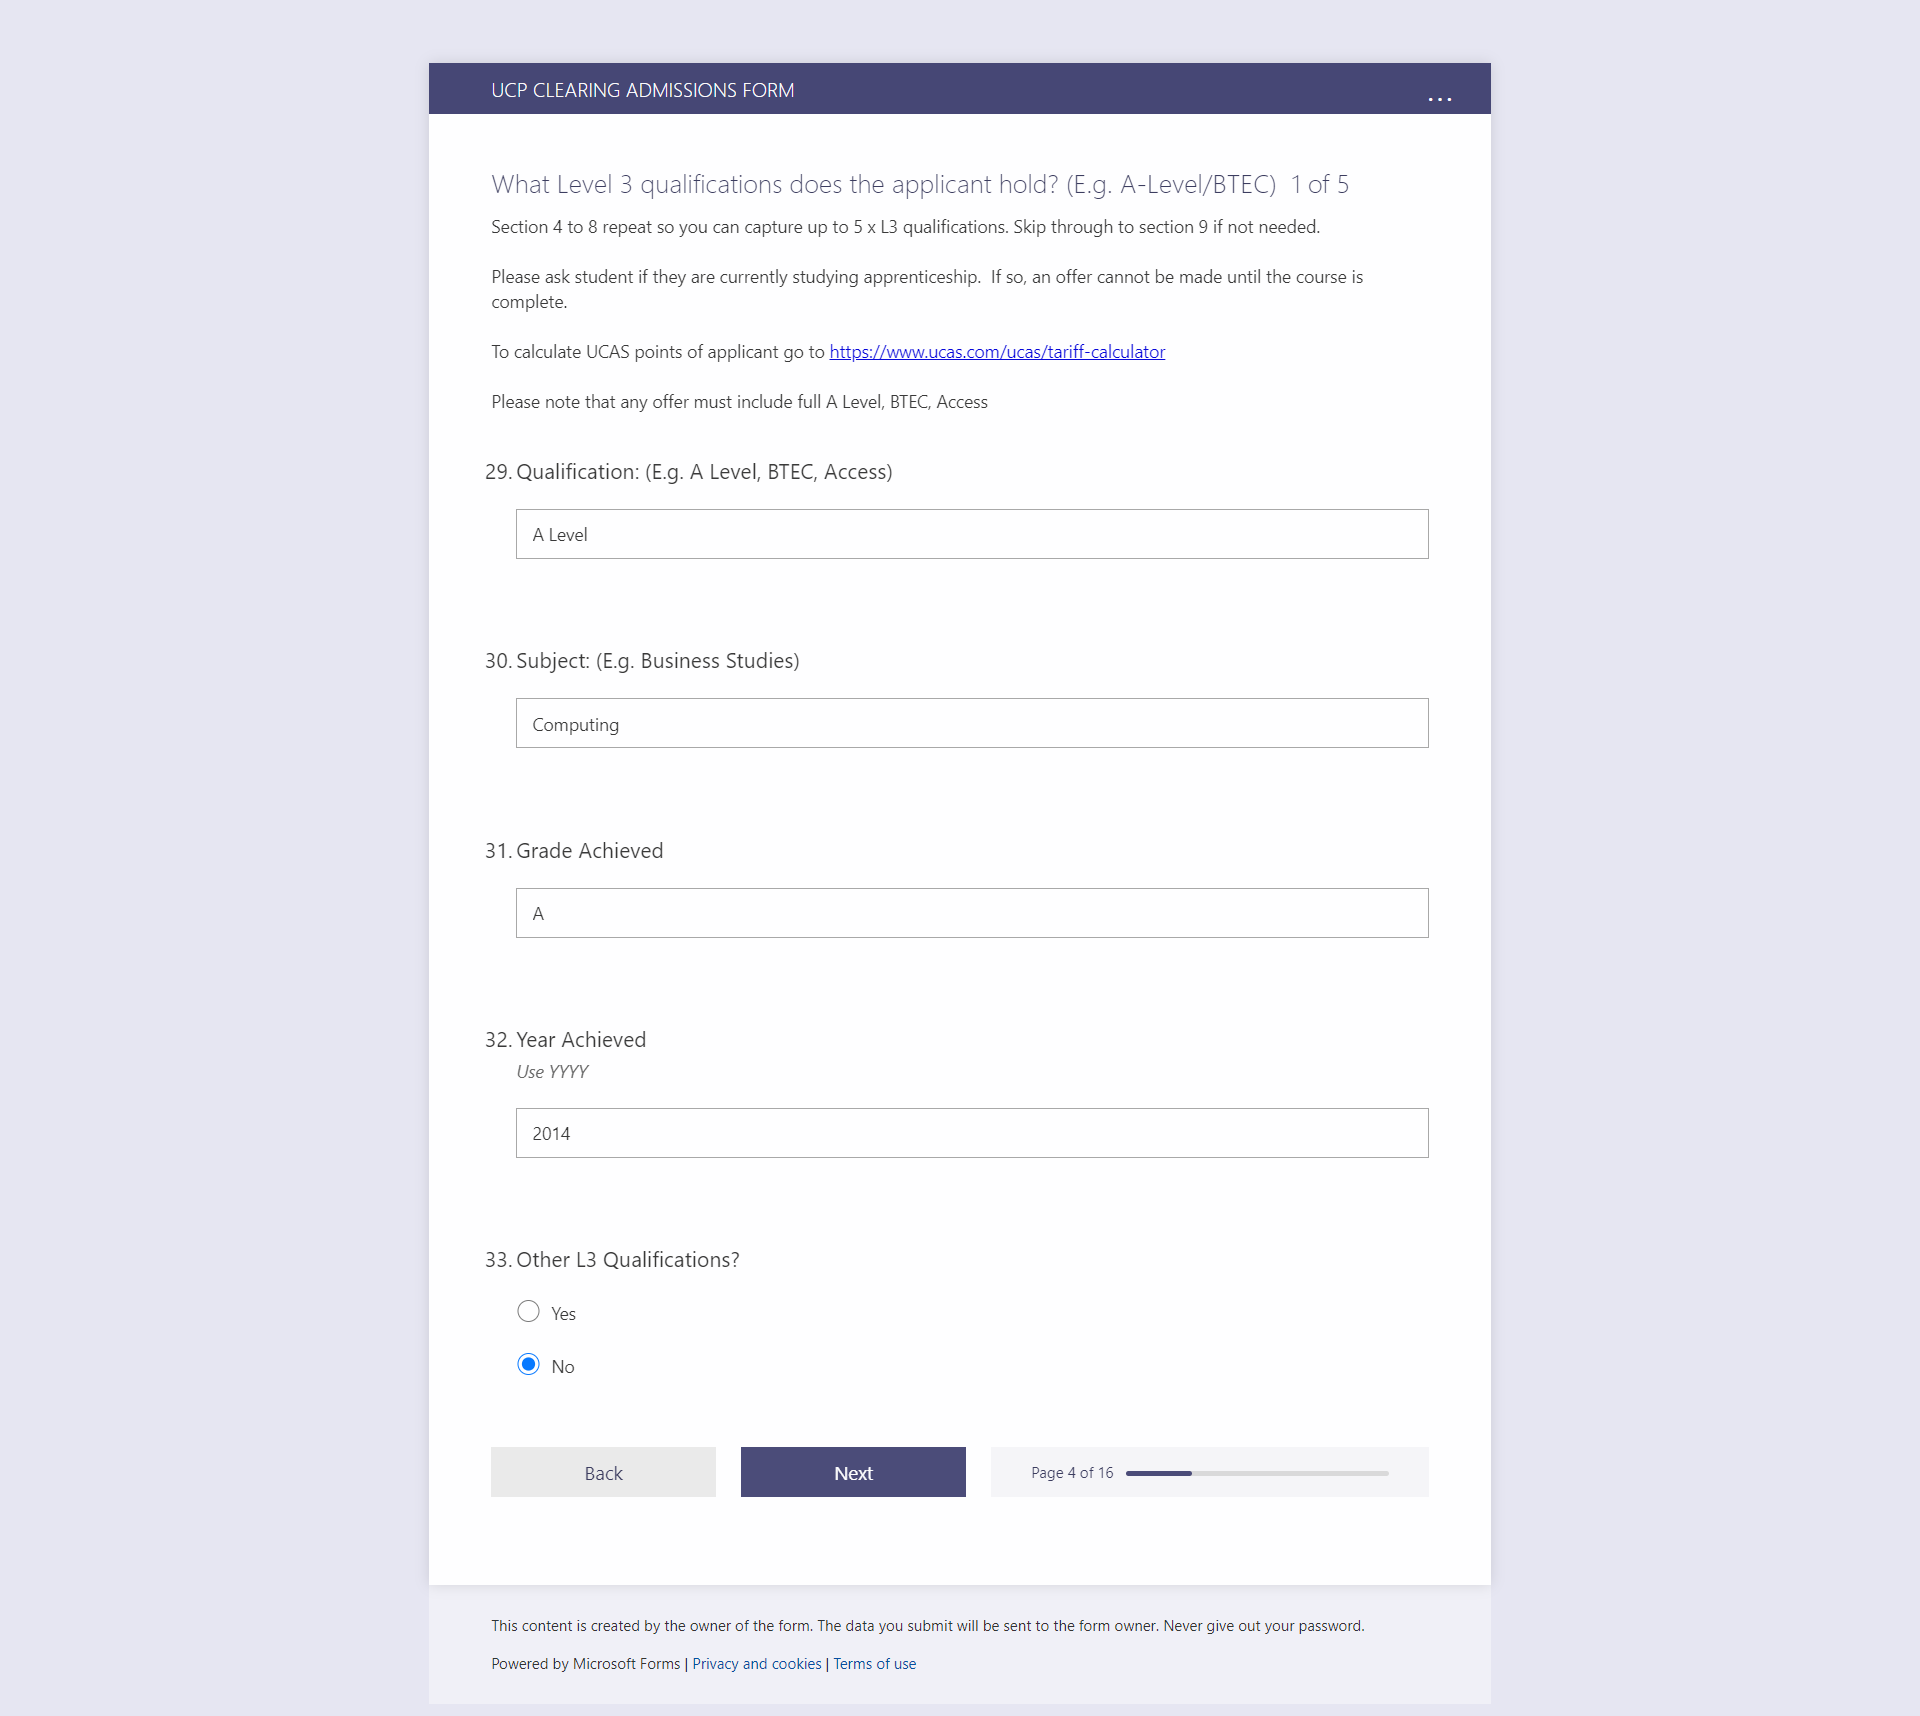 UCP CLEARING ADMISSIONS FORM
...
What Level 3 qualifications does the applicant hold? (E.g. A-Level/BTEC)  1 of 5
Section 4 to 8 repeat so you can capture up to 5 x L3 qualifications. Skip through to section 9 if not needed.
Please ask student if they are currently studying apprenticeship.  If so, an offer cannot be made until the course is
complete.
To calculate UCAS points of applicant go to https://www.ucas.com/ucas/tariff-calculator
Please note that any offer must include full A Level, BTEC, Access
29. Qualification: (E.g. A Level, BTEC, Access)
A Level
30. Subject: (E.g. Business Studies)
Computing
31. Grade Achieved
A
32. Year Achieved
Use YYYY
2014
33. Other L3 Qualifications?
Yes
No
Back
Next
Page 4 of 16
This content is created by the owner of the form. The data you submit will be sent to the form owner. Never give out your password.
Powered by Microsoft Forms | Privacy and cookies | Terms of use